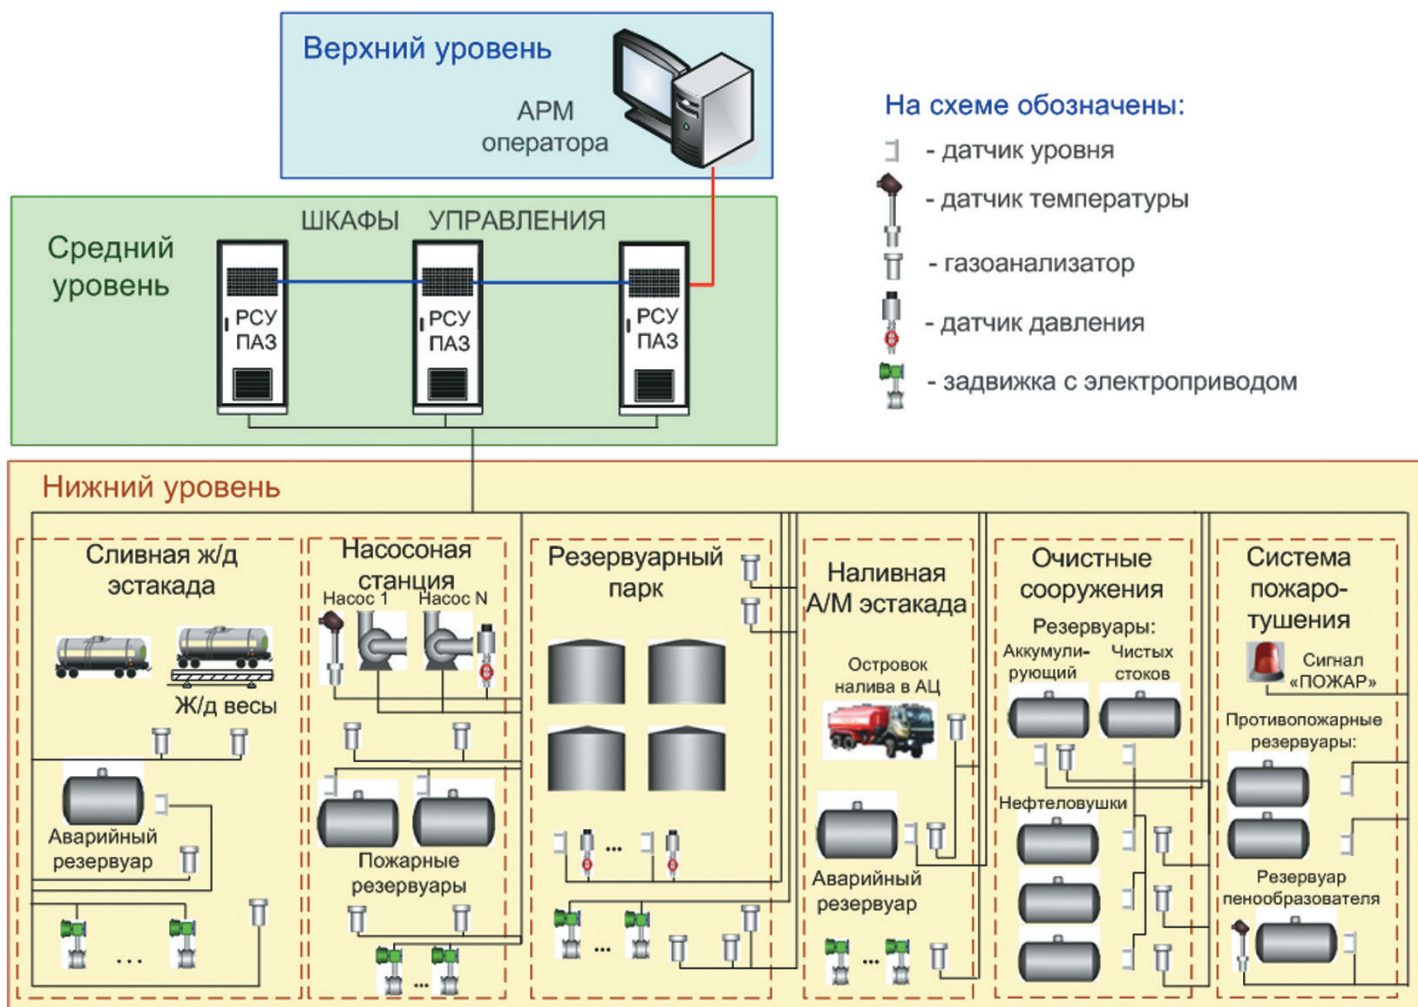 Верхний уровень
АРМ
оператора
На схеме обозначены:
- датчик уровня
- датчик температуры
- газоанализатор
- датчик давления
- задвижка с электроприводом
Средний
уровень
ШКАФЫ УПРАВЛЕНИЯ
РСУ
ПАЗ
РСУ
ПАЗ
РСУ
ПАЗ
Нижний уровень
Сливная ж/д
эстакада
Ж/д весы
Аварийный
резервуар
...
Насосоная
станция
Насос 1
Насос N
Пожарные
резервуары
...
Резервуарный
парк
...
...
...
Наливная
А/М эстакада
Островок
налива в АЦ
Аварийный
резервуар
...
Очистные
сооружения
Резервуары:
Аккумули-
рующий
Чистых
стоков
Нефтеловушки
Система
пожаро-
тушения
Сигнал
«ПОЖАР»
Противопожарные
резервуары:
Резервуар
пенообразователя